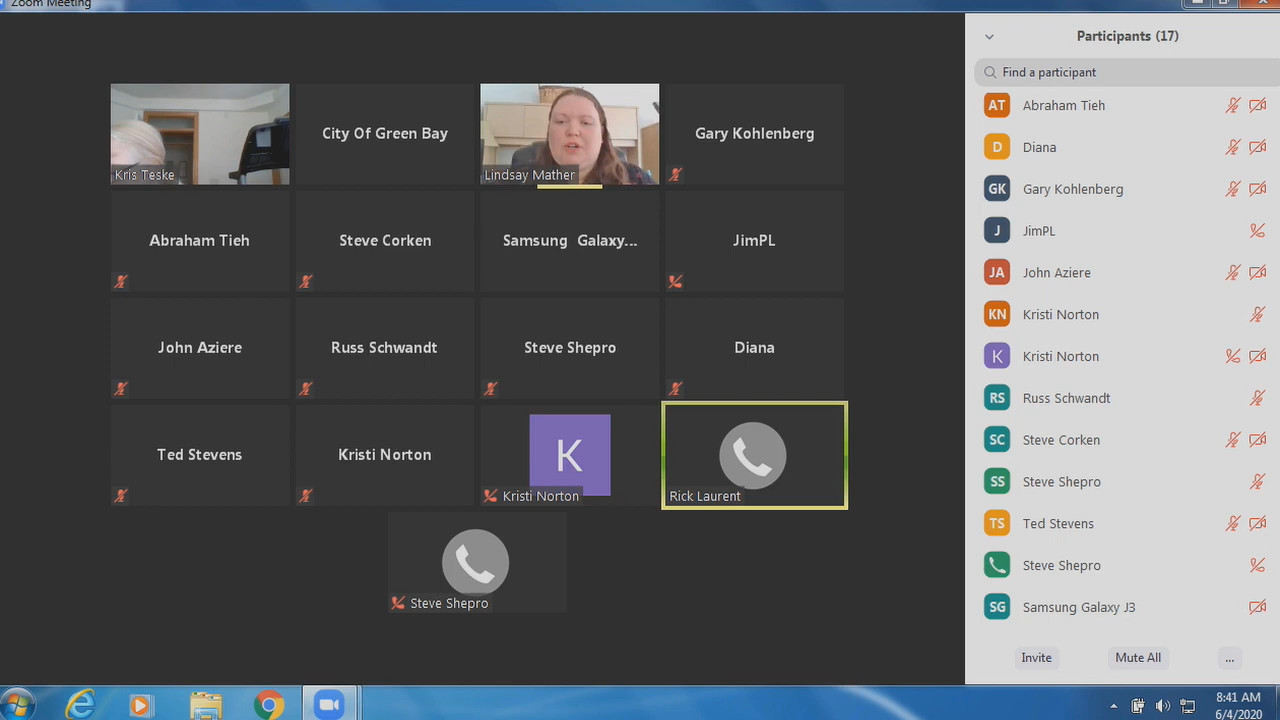 Zoom Meeting
Kris Teske
City Of Green Bay
Lindsay Mather
Gary Kohlenberg
Abraham Tieh
Steve Corken
Samsung Galaxy...
JimPL
John Aziere
Russ Schwandt
Steve Shepro
Diana
Ted Stevens
Kristi Norton
K
Kristi Norton
Rick Laurent
Steve Shepro
Participants (17)
Find a participant
AT Abraham Tieh
D Diana
GK Gary Kohlenberg
J JimPL
JA John Aziere
KN Kristi Norton
K Kristi Norton
RS Russ Schwandt
SC Steve Corken
SS Steve Shepro
TS Ted Stevens
Steve Shepro
SG Samsung Galaxy J3
Invite Mute All ...
8:41 AM
6/4/2020